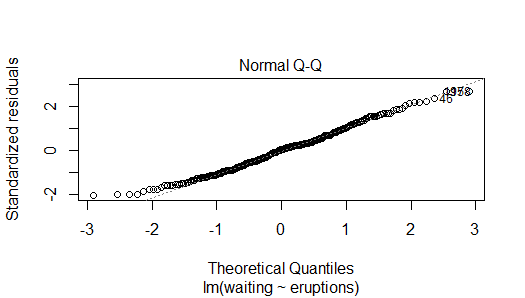 Normal Q-Q
Standardized residuals
2
0
-2
46
-3 -2 -1 0 1 2 3
Theoretical Quantiles
lm(waiting ~ eruptions)